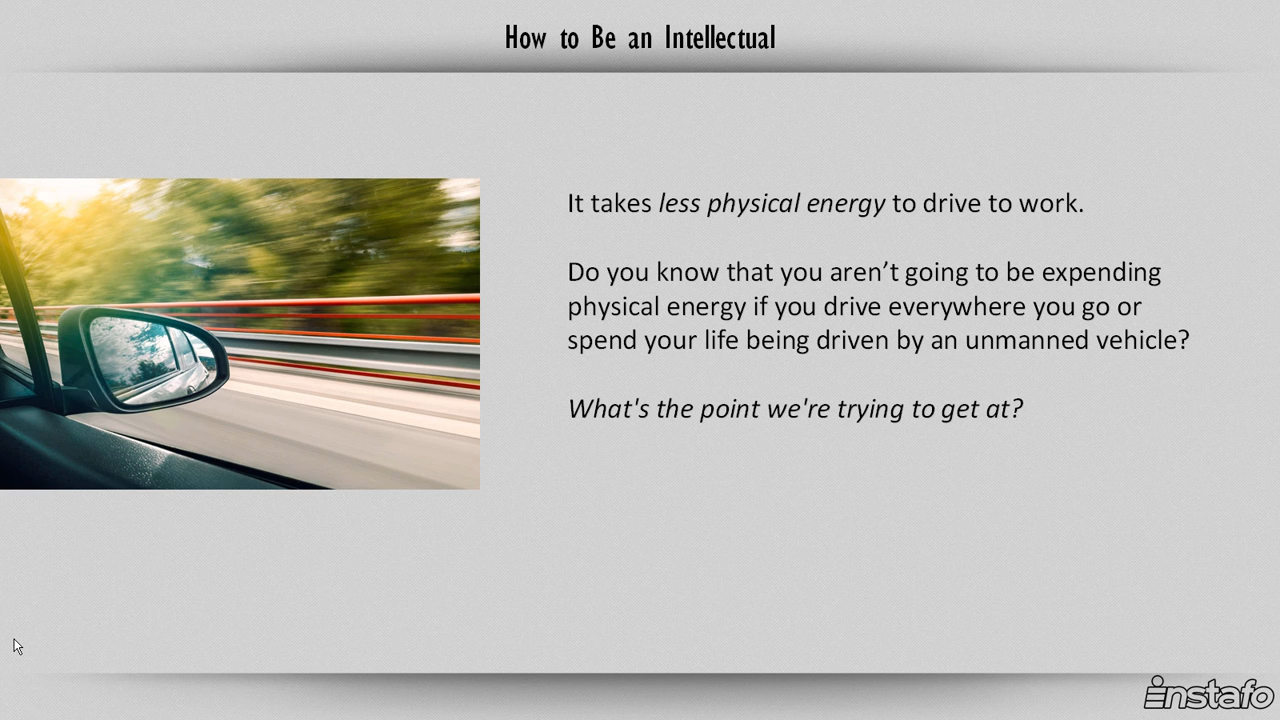 How to Be an Intellectual
It takes less physical energy to drive to work.
Do you know that you aren’t going to be expending
physical energy if you drive everywhere you go or
spend your life being driven by an unmanned vehicle?
What's the point we're trying to get at?
instafo